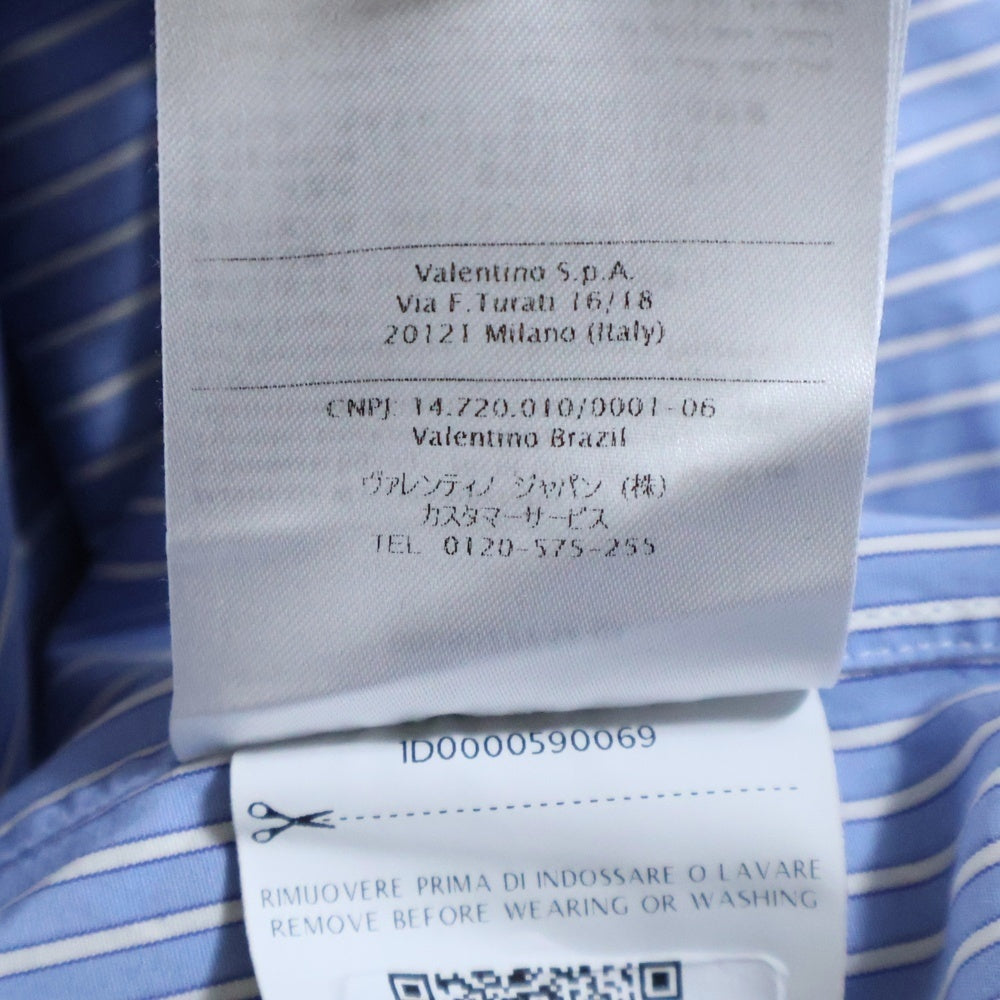 Valentino S.p.A.
Via F.Turati 16/18
20121 Milano (Italy)
CNPJ: 14.720.010/0001-06
Valentino Brazil
ヴァレンティノ ジャパン (株)
カスタマーサービス
TEL 0120-575-255
1D0000590069
RIMUOVERE PRIMA DI INDOSSARE O LAVARE
REMOVE BEFORE WEARING OR WASHING